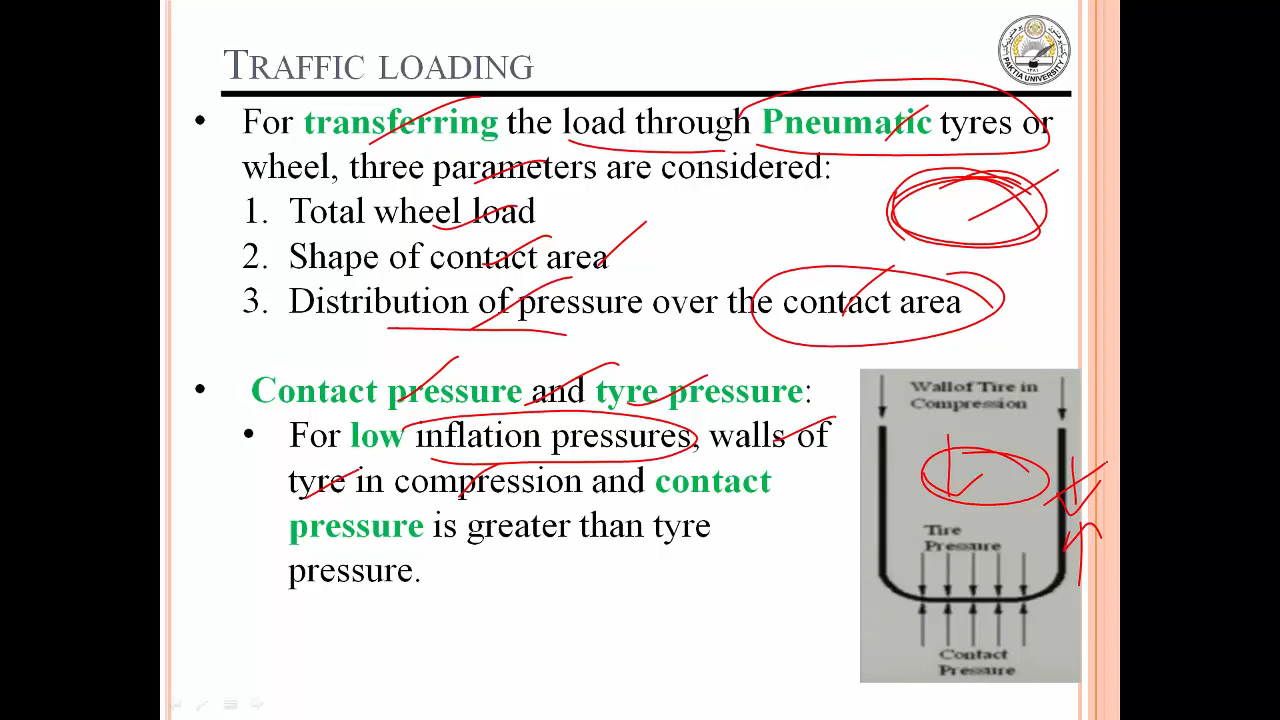 TRAFFIC LOADING
PAKTIA UNIVERSITY
• For transferring the load through Pneumatic tyres or
wheel, three parameters are considered:
1. Total wheel load
2. Shape of contact area
3. Distribution of pressure over the contact area
• Contact pressure and tyre pressure:
• For low inflation pressures, walls of
tyre in compression and contact
pressure is greater than tyre
pressure.
Wall of Tire in
Compression
Tire
Pressure
Contact
Pressure